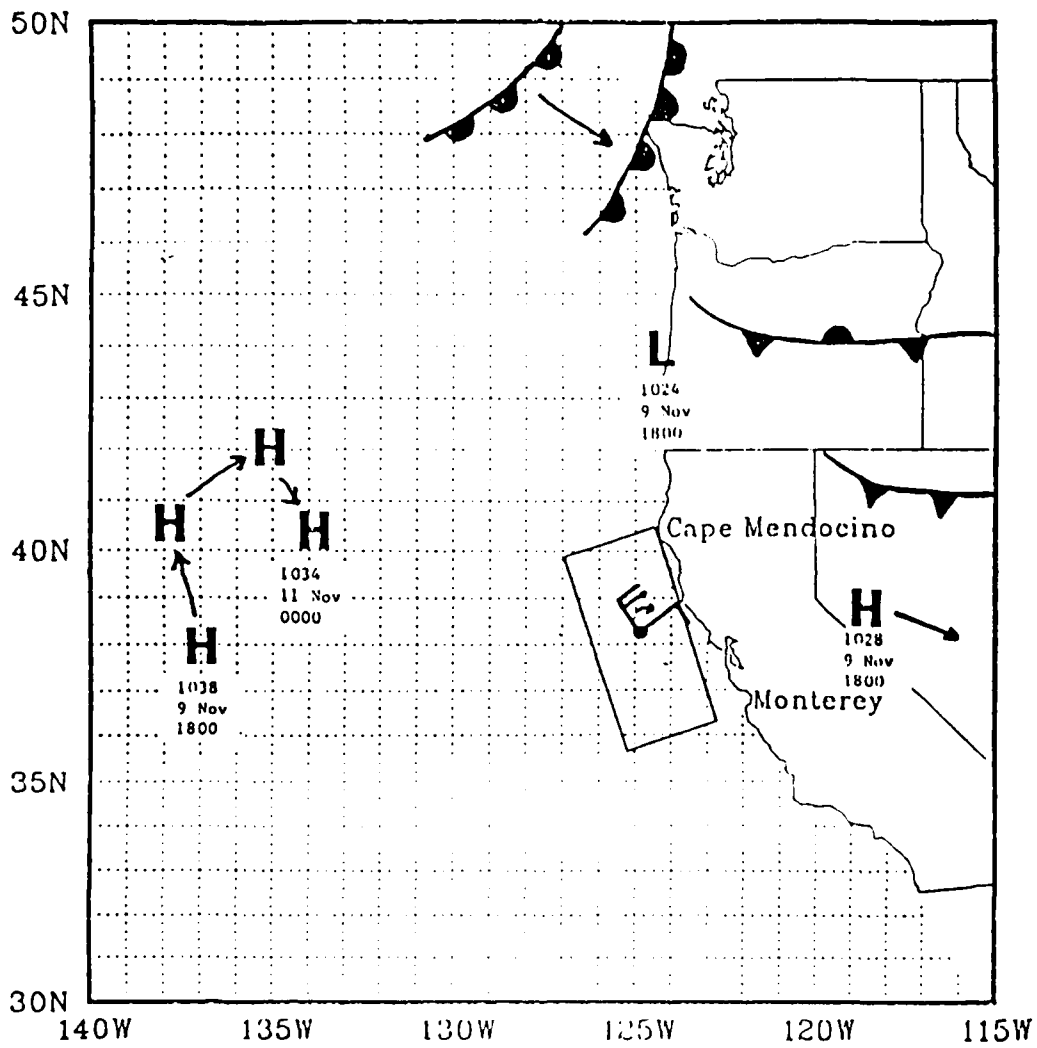 50N
45N
L
1024
9 Nov
1800
H
H
H
1034
11 Nov
0000
H
1038
9 Nov
1800
40N
Cape Mendocino
H
1028
9 Nov
1800
Monterey
35N
30N
140W
135W
130W
125W
120W
115W